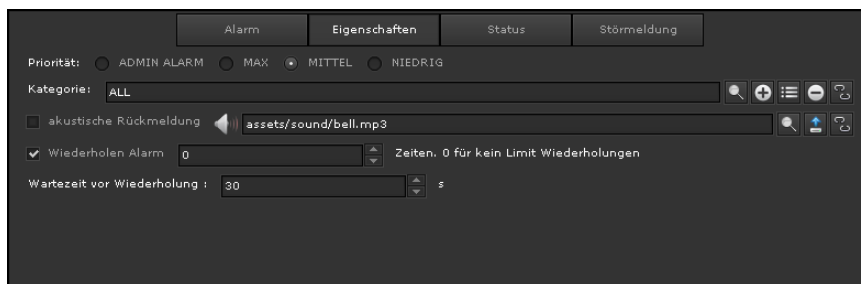 Alarm Eigenschaften Status Störmeldung
Priorität: ADMIN ALARM MAX MITTEL NIEDRIG
Kategorie: ALL
akustische Rückmeldung assets/sound/bell.mp3
Wiederholen Alarm 0 Zeiten. 0 für kein Limit Wiederholungen
Wartezeit vor Wiederholung : 30 s